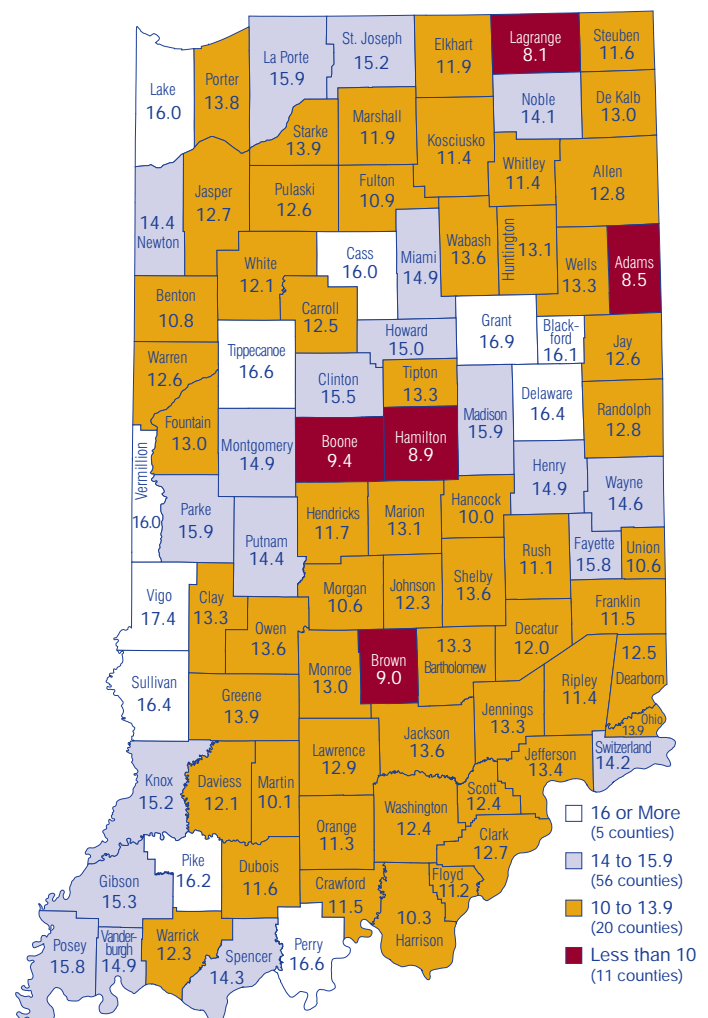 Lake
16.0
Porter
13.8
La Porte
15.9
St. Joseph
15.2
Elkhart
11.9
Lagrange
8.1
Steuben
11.6
Noble
14.1
De Kalb
13.0
Starke
13.9
Marshall
11.9
Kosciusko
11.4
Whitley
11.4
Allen
12.8
14.4
Newton
Jasper
12.7
Pulaski
12.6
Fulton
10.9
White
12.1
Cass
16.0
Miami
14.9
Wabash
13.6
Huntington
13.1
Wells
13.3
Adams
8.5
Benton
10.8
Carroll
12.5
Howard
15.0
Grant
16.9
Black-
ford
16.1
Jay
12.6
Warren
12.6
Tippecanoe
16.6
Clinton
15.5
Tipton
13.3
Madison
15.9
Delaware
16.4
Randolph
12.8
Fountain
13.0
Montgomery
14.9
Boone
9.4
Hamilton
8.9
Henry
14.9
Wayne
14.6
Vermillion
16.0
Parke
15.9
Putnam
14.4
Hendricks
11.7
Marion
13.1
Hancock
10.0
Rush
11.1
Fayette
15.8
Union
10.6
Vigo
17.4
Clay
13.3
Owen
13.6
Morgan
10.6
Johnson
12.3
Shelby
13.6
Decatur
12.0
Franklin
11.5
Sullivan
16.4
Greene
13.9
Monroe
13.0
Brown
9.0
13.3
Bartholomew
Jennings
13.3
Ripley
11.4
12.5
Dearborn
Ohio
13.9
Switzerland
14.2
Knox
15.2
Daviess
12.1
Martin
10.1
Lawrence
12.9
Jackson
13.6
Jefferson
13.4
Scott
12.4
Washington
12.4
Clark
12.7
Orange
11.3
Gibson
15.3
Pike
16.2
Dubois
11.6
Crawford
11.5
Floyd
11.2
10.3
Harrison
Posey
15.8
Vander-
burgh
14.9
Warrick
12.3
Spencer
14.3
Perry
16.6
16 or More
(5 counties)
14 to 15.9
(56 counties)
10 to 13.9
(20 counties)
Less than 10
(11 counties)